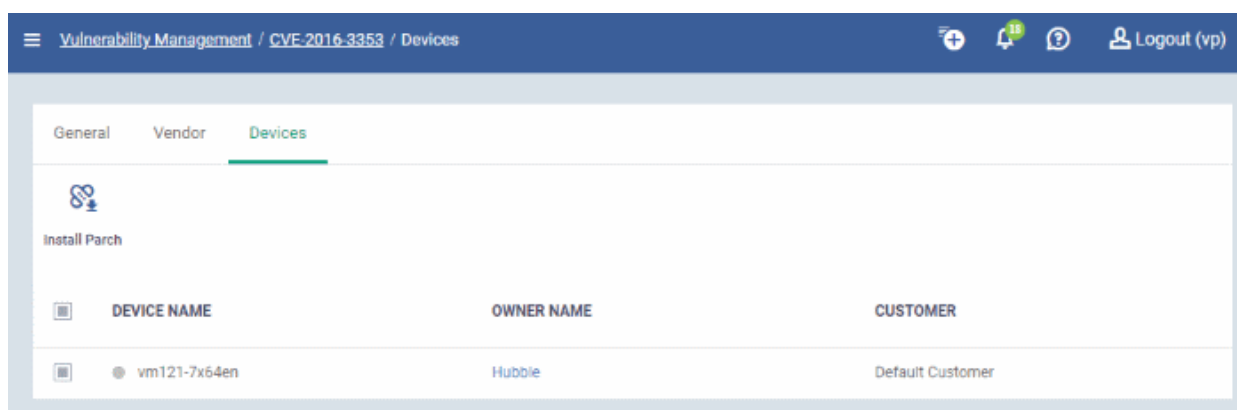 Vulnerability Management / CVE-2016-3353 / Devices
18
Logout (vp)
General Vendor Devices
Install Parch
DEVICE NAME OWNER NAME CUSTOMER
vm121-7x64en Hubble Default Customer